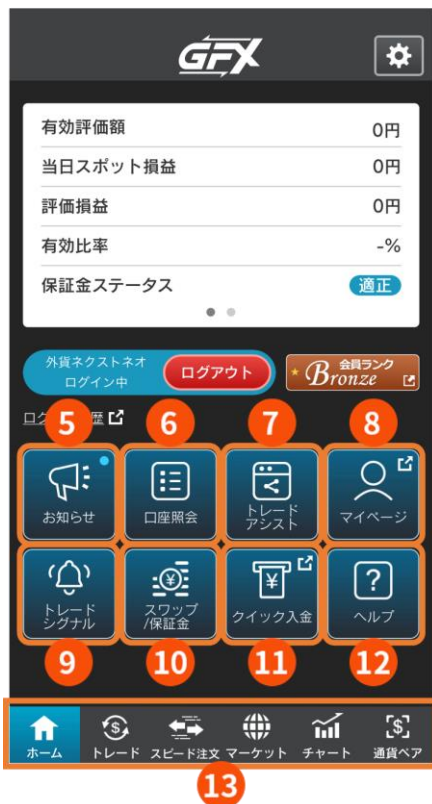 GFX
有効評価額 0円
当日スポット損益 0円
評価損益 0円
有効比率 -%
保証金ステータス 適正
外貨ネクストネオ
ログイン中
ログアウト
会員ランク
Bronze
5 6 7 8
お知らせ
口座照会
トレード
アシスト
マイページ
トレード
シグナル
スワップ
/保証金
クイック入金
ヘルプ
9 10 11 12
ホーム トレード スピード注文 マーケット チャート 通貨ペア
13